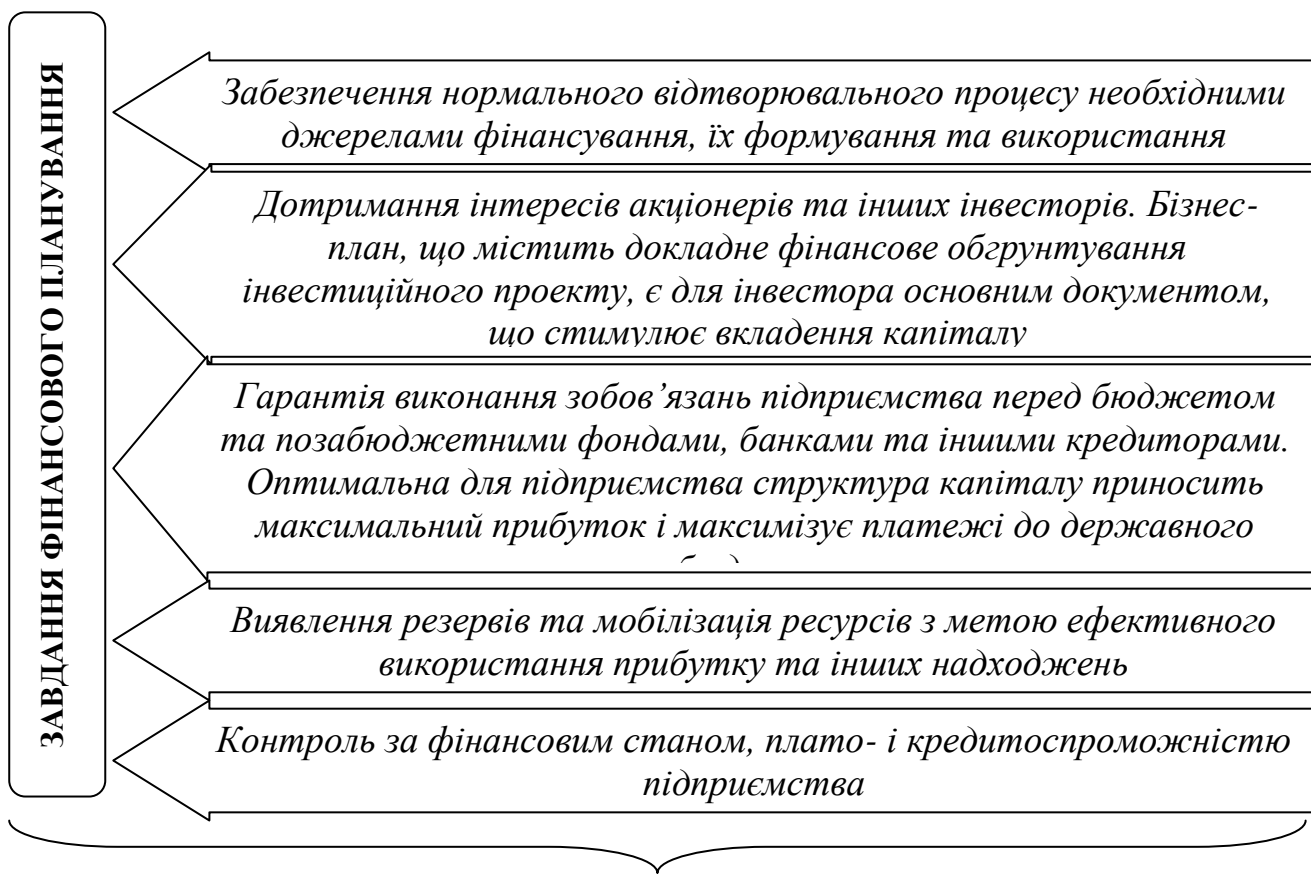 ЗАВДАННЯ ФІНАНСОВОГО ПЛАНУВАННЯ
Забезпечення нормального відтворювального процесу необхідними
джерелами фінансування, їх формування та використання
Дотримання інтересів акціонерів та інших інвесторів. Бізнес-
план, що містить докладне фінансове обгрунтування
інвестиційного проекту, є для інвестора основним документом,
що стимулює вкладення капіталу
Гарантія виконання зобов’язань підприємства перед бюджетом
та позабюджетними фондами, банками та іншими кредиторами.
Оптимальна для підприємства структура капіталу приносить
максимальний прибуток і максимізує платежі до державного
Виявлення резервів та мобілізація ресурсів з метою ефективного
використання прибутку та інших надходжень
Контроль за фінансовим станом, плато- і кредитоспроможністю
підприємства